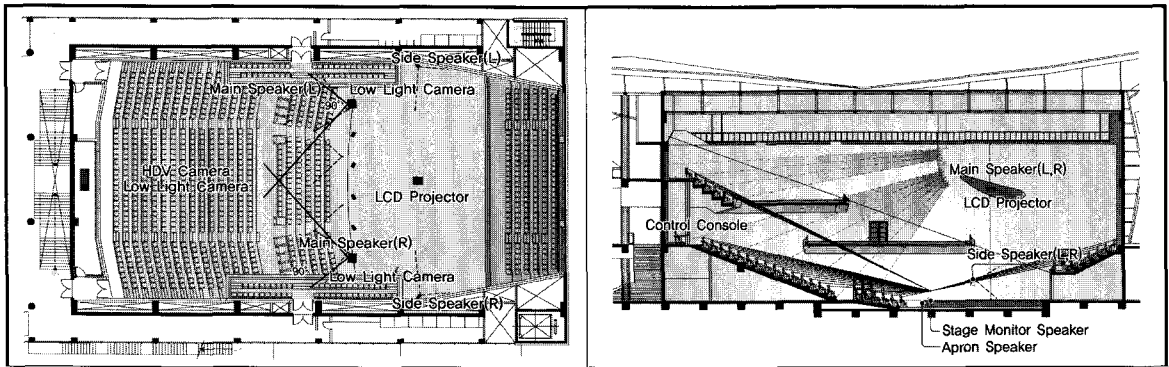 Side Speaker(L)
Main Speaker(L)
Low Light Camera
90°
HDV Camera
Low Light Camera
LCD Projector
Main Speaker(R)
90°
Low Light Camera
Side Speaker(R)
Main Speaker(L,R)
LCD Projector
Control Console
Side Speaker(L,R)
Stage Monitor Speaker
Apron Speaker